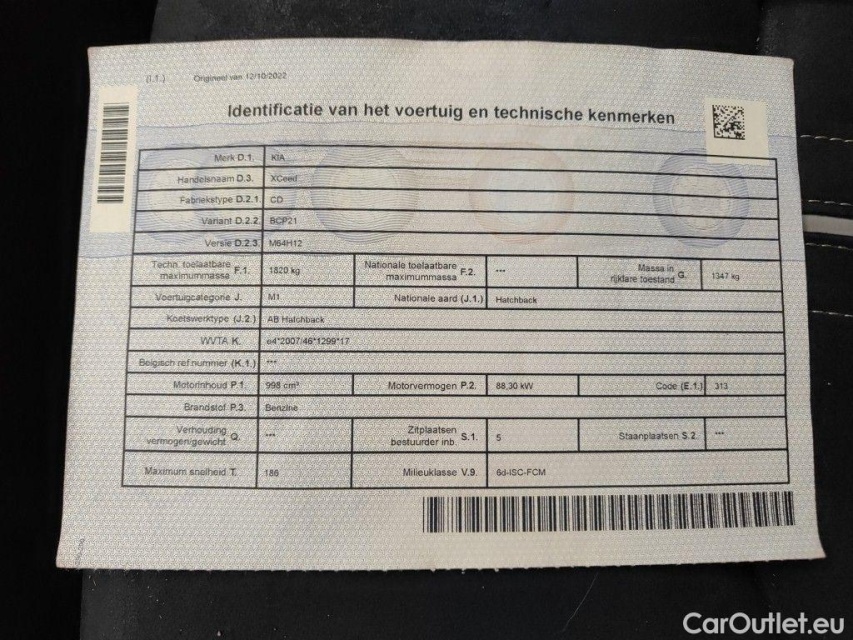 (I.1.) Origineel van 12/10/2022
Identificatie van het voertuig en technische kenmerken
Merk D.1. KIA
Handelsnaam D.3. XCeed
Fabriekstype D.2.1. CD
Variant D.2.2. BCP21
Versie D.2.3. M64H12
Techn. toelaatbare maximummassa F.1. 1820 kg Nationale toelaatbare maximummassa F.2. *** Massa in rijklare toestand G. 1347 kg
Voertuigcategorie J. M1 Nationale aard (J.1.) Hatchback
Koetswerktype (J.2.) AB Hatchback
WVTA K. e4*2007/46*1299*17
Belgisch ref.nummer (K.1.) ***
Motorinhoud P.1. 998 cm³ Motorvermogen P.2. 88,30 kW Code (E.1.) 313
Brandstof P.3. Benzine
Verhouding vermogen/gewicht Q. *** Zitplaatsen bestuurder inb. S.1. 5 Staanplaatsen S.2. ***
Maximum snelheid T. 186 Milieuklasse V.9. 6d-ISC-FCM
CarOutlet.eu